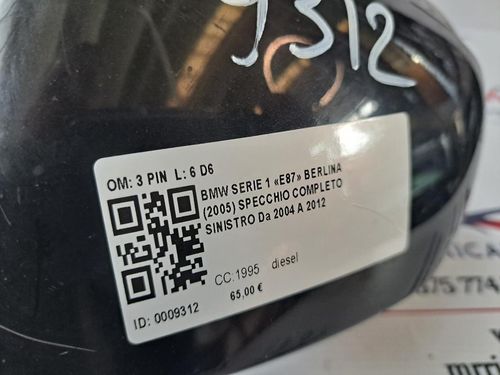 9312
OM: 3 PIN L: 6 D6
BMW SERIE 1 «E87» BERLINA
(2005) SPECCHIO COMPLETO
SINISTRO Da 2004 A 2012
CC.1995 diesel
65,00 €
ID: 0009312